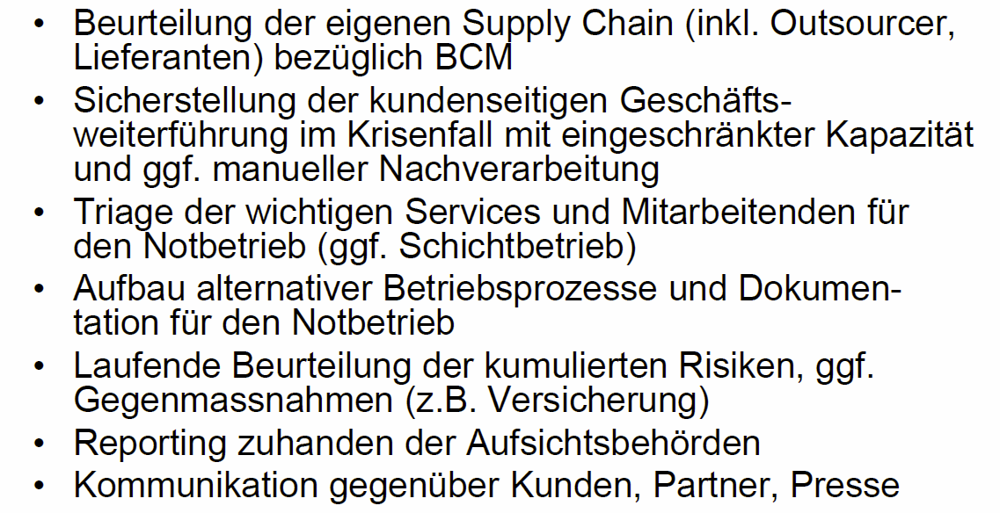 • Beurteilung der eigenen Supply Chain (inkl. Outsourcer,
Lieferanten) bezüglich BCM
• Sicherstellung der kundenseitigen Geschäfts-
weiterführung im Krisenfall mit eingeschränkter Kapazität
und ggf. manueller Nachverarbeitung
• Triage der wichtigen Services und Mitarbeitenden für
den Notbetrieb (ggf. Schichtbetrieb)
• Aufbau alternativer Betriebsprozesse und Dokumen-
tation für den Notbetrieb
• Laufende Beurteilung der kumulierten Risiken, ggf.
Gegenmassnahmen (z.B. Versicherung)
• Reporting zuhanden der Aufsichtsbehörden
• Kommunikation gegenüber Kunden, Partner, Presse